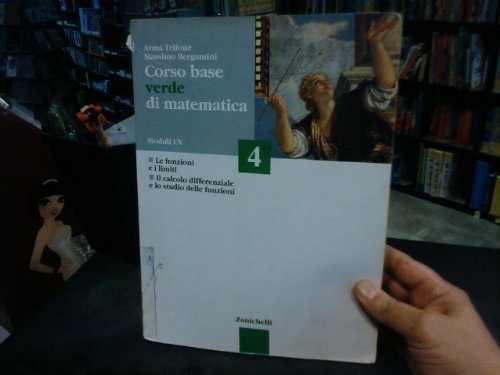 Anna Trifone
Massimo Bergamini
Corso base
verde
di matematica
Moduli UV
4
Le funzioni
e i limiti
Il calcolo differenziale
e lo studio delle funzioni
Zanichelli